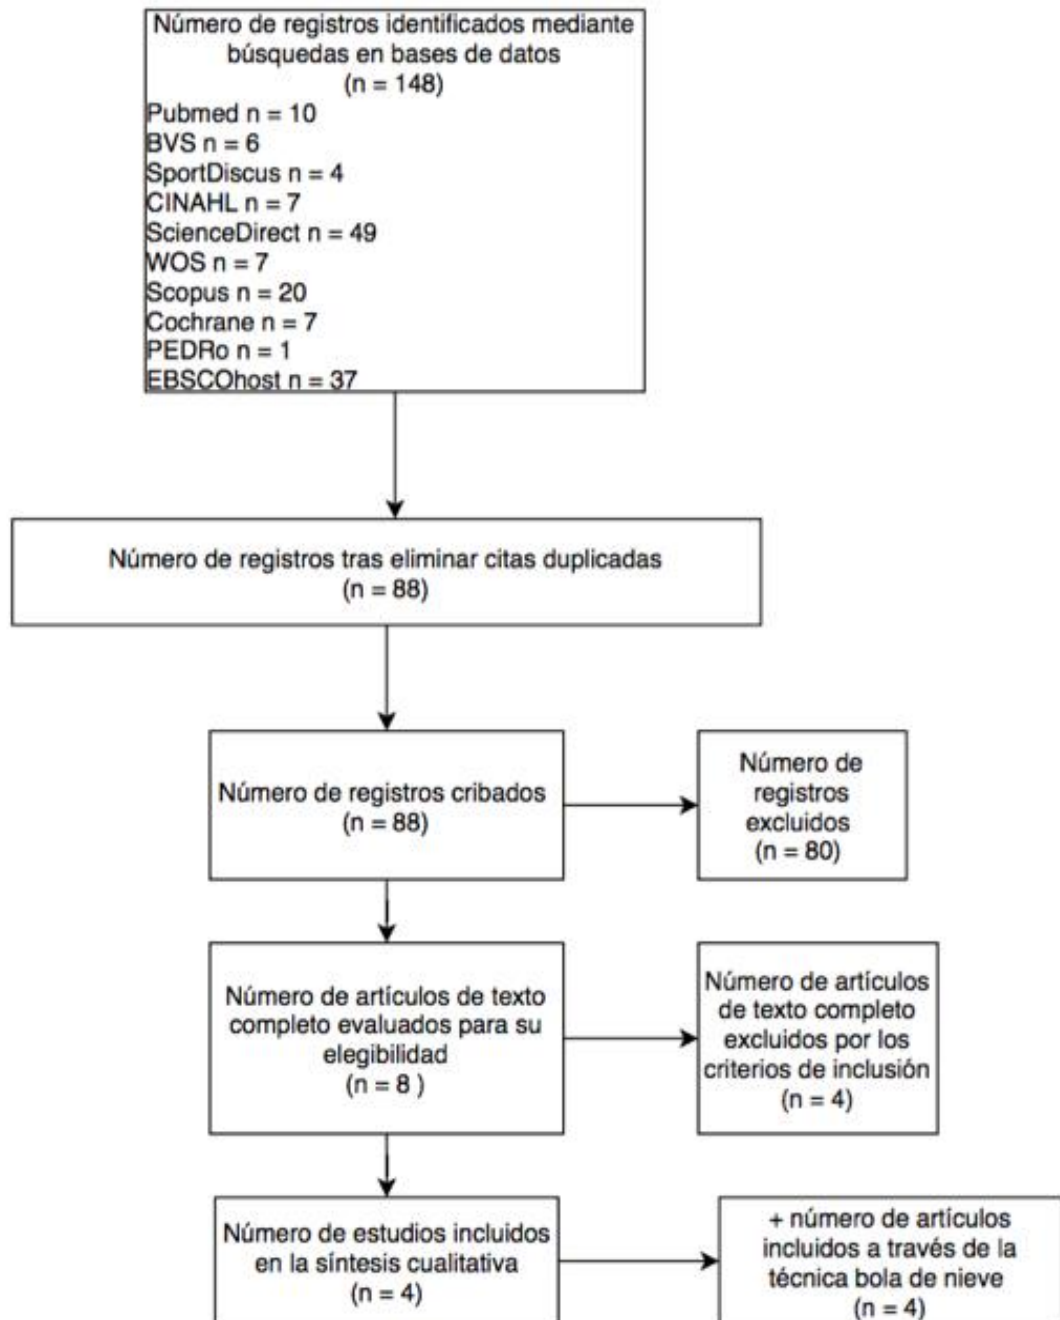 Número de registros identificados mediante
búsquedas en bases de datos
(n = 148)
Pubmed n = 10
BVS n = 6
SportDiscus n = 4
CINAHL n = 7
ScienceDirect n = 49
WOS n = 7
Scopus n = 20
Cochrane n = 7
PEDRo n = 1
EBSCOhost n = 37
Número de registros tras eliminar citas duplicadas
(n = 88)
Número de registros cribados
(n = 88)
Número de
registros
excluidos
(n = 80)
Número de artículos de texto
completo evaluados para su
elegibilidad
(n = 8 )
Número de artículos
de texto completo
excluidos por los
criterios de inclusión
(n = 4)
Número de estudios incluidos
en la síntesis cualitativa
(n = 4)
+ número de artículos
incluidos a través de la
técnica bola de nieve
(n = 4)